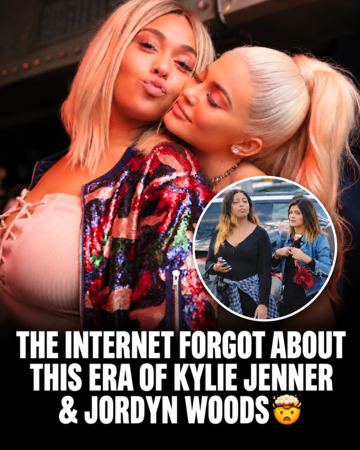 THE INTERNET FORGOT ABOUT
THIS ERA OF KYLIE JENNER
& JORDYN WOODS🤯